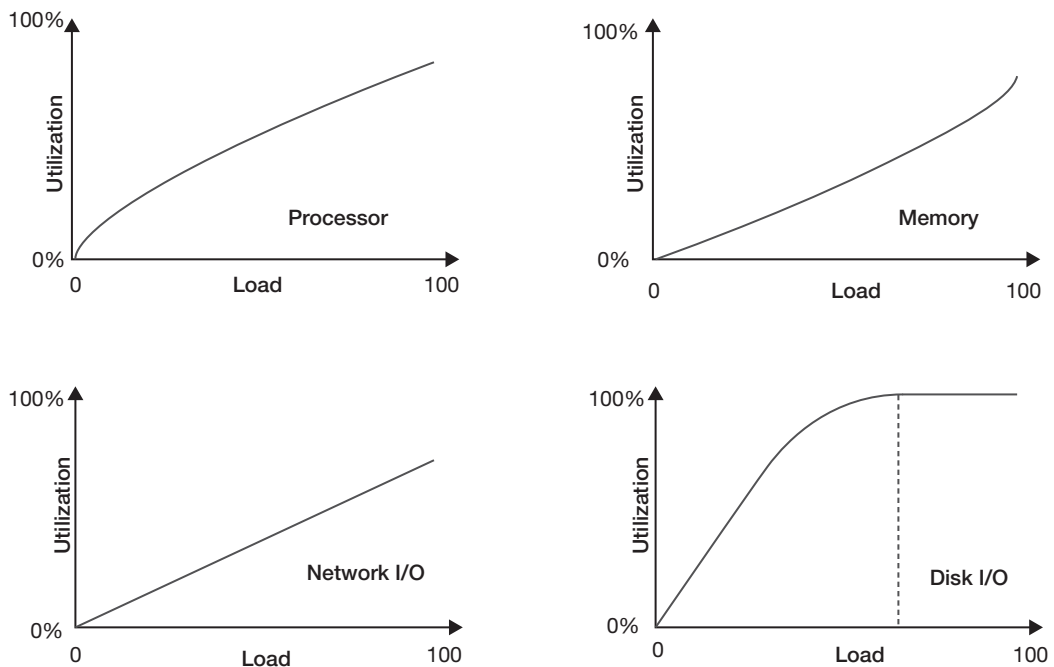 100%
Utilization
Processor
0%
0
Load
100
100%
Utilization
Memory
0%
0
Load
100
100%
Utilization
Network I/O
0%
0
Load
100
100%
Utilization
Disk I/O
0%
0
Load
100